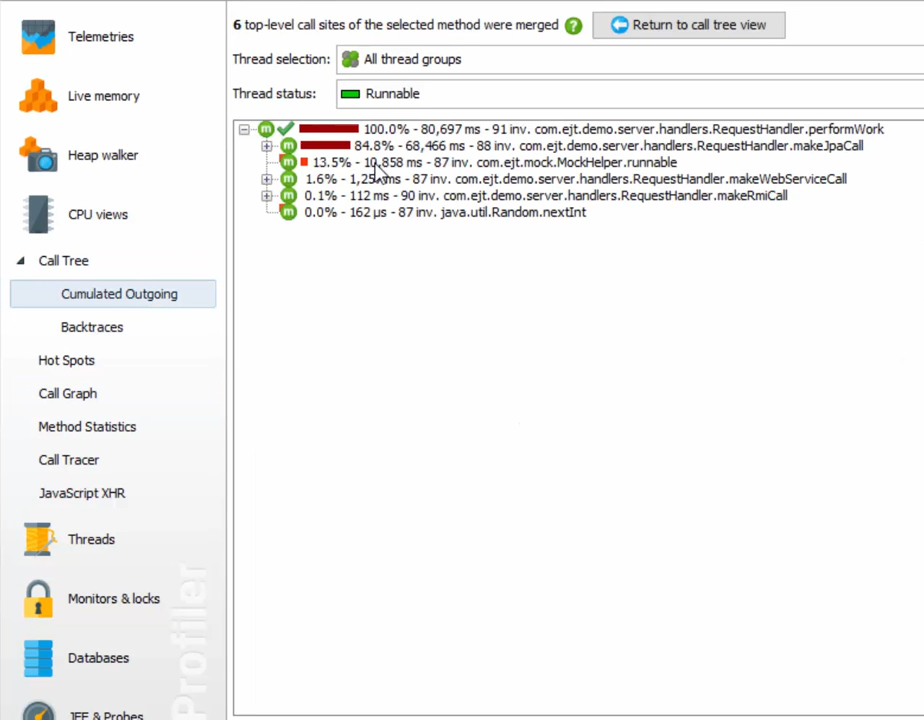 Telemetries
Live memory
Heap walker
CPU views
Call Tree
Cumulated Outgoing
Backtraces
Hot Spots
Call Graph
Method Statistics
Call Tracer
JavaScript XHR
Threads
Monitors & locks
Databases
JEE & Probes
Profiler
6 top-level call sites of the selected method were merged ? Return to call tree view
Thread selection: All thread groups
Thread status: Runnable
m 100.0% - 80,697 ms - 91 inv. com.ejt.demo.server.handlers.RequestHandler.performWork
m 84.8% - 68,466 ms - 88 inv. com.ejt.demo.server.handlers.RequestHandler.makeJpaCall
m 13.5% - 10,858 ms - 87 inv. com.ejt.mock.MockHelper.runnable
m 1.6% - ms - 87 inv. com.ejt.demo.server.handlers.RequestHandler.makeWebServiceCall
m 0.1% - 112 ms - 90 inv. com.ejt.demo.server.handlers.RequestHandler.makeRmiCall
m 0.0% - 162 µs - 87 inv. java.util.Random.nextInt